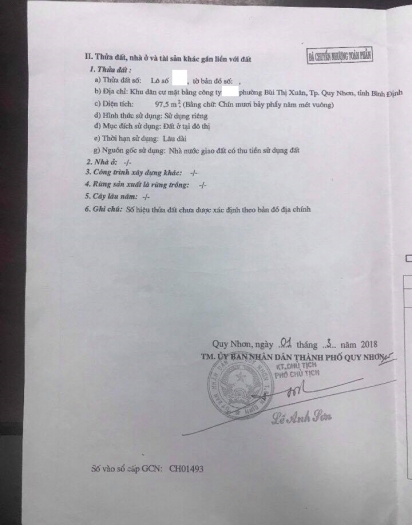 ĐÃ CHUYỂN NHƯỢNG TOÀN PHẦN
II. Thửa đất, nhà ở và tài sản khác gắn liền với đất
1. Thửa đất :
a) Thửa đất số: Lô số , tờ bản đồ số: ,
b) Địa chỉ: Khu dân cư mặt bằng công ty phường Bùi Thị Xuân, Tp. Quy Nhơn, tỉnh Bình Định
c) Diện tích: 97,5 m² (Bằng chữ: Chín mươi bảy phẩy năm mét vuông)
d) Hình thức sử dụng: Sử dụng riêng
đ) Mục đích sử dụng: Đất ở tại đô thị
e) Thời hạn sử dụng: Lâu dài
g) Nguồn gốc sử dụng: Nhà nước giao đất có thu tiền sử dụng đất
2. Nhà ở: -/-
3. Công trình xây dựng khác: -/-
4. Rừng sản xuất là rừng trồng: -/-
5. Cây lâu năm: -/-
6. Ghi chú: Số hiệu thửa đất chưa được xác định theo bản đồ địa chính
Quy Nhơn, ngày 01 tháng 3 năm 2018
TM. ỦY BAN NHÂN DÂN THÀNH PHỐ QUY NHƠN
KT.CHỦ TỊCH
PHÓ CHỦ TỊCH
Lê Anh Sơn
Số vào sổ cấp GCN: CH01493